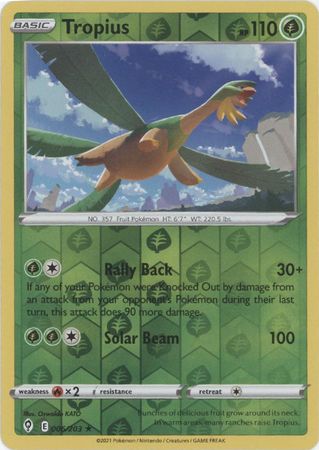 BASIC
Tropius
HP 110
NO. 357 Fruit Pokémon HT: 6'7" WT: 220.5 lbs.
Rally Back 30+
If any of your Pokémon were Knocked Out by damage
from an attack from your opponent's Pokémon during their last
turn, this attack does 90 more damage.
Solar Beam 100
weakness ×2 resistance retreat
Illus. Oswaldo KATO
E 006/203 ★
Bunches of delicious fruit grow around its neck.
In warm areas, many ranches raise Tropius.
©2021 Pokémon / Nintendo / Creatures / GAME FREAK